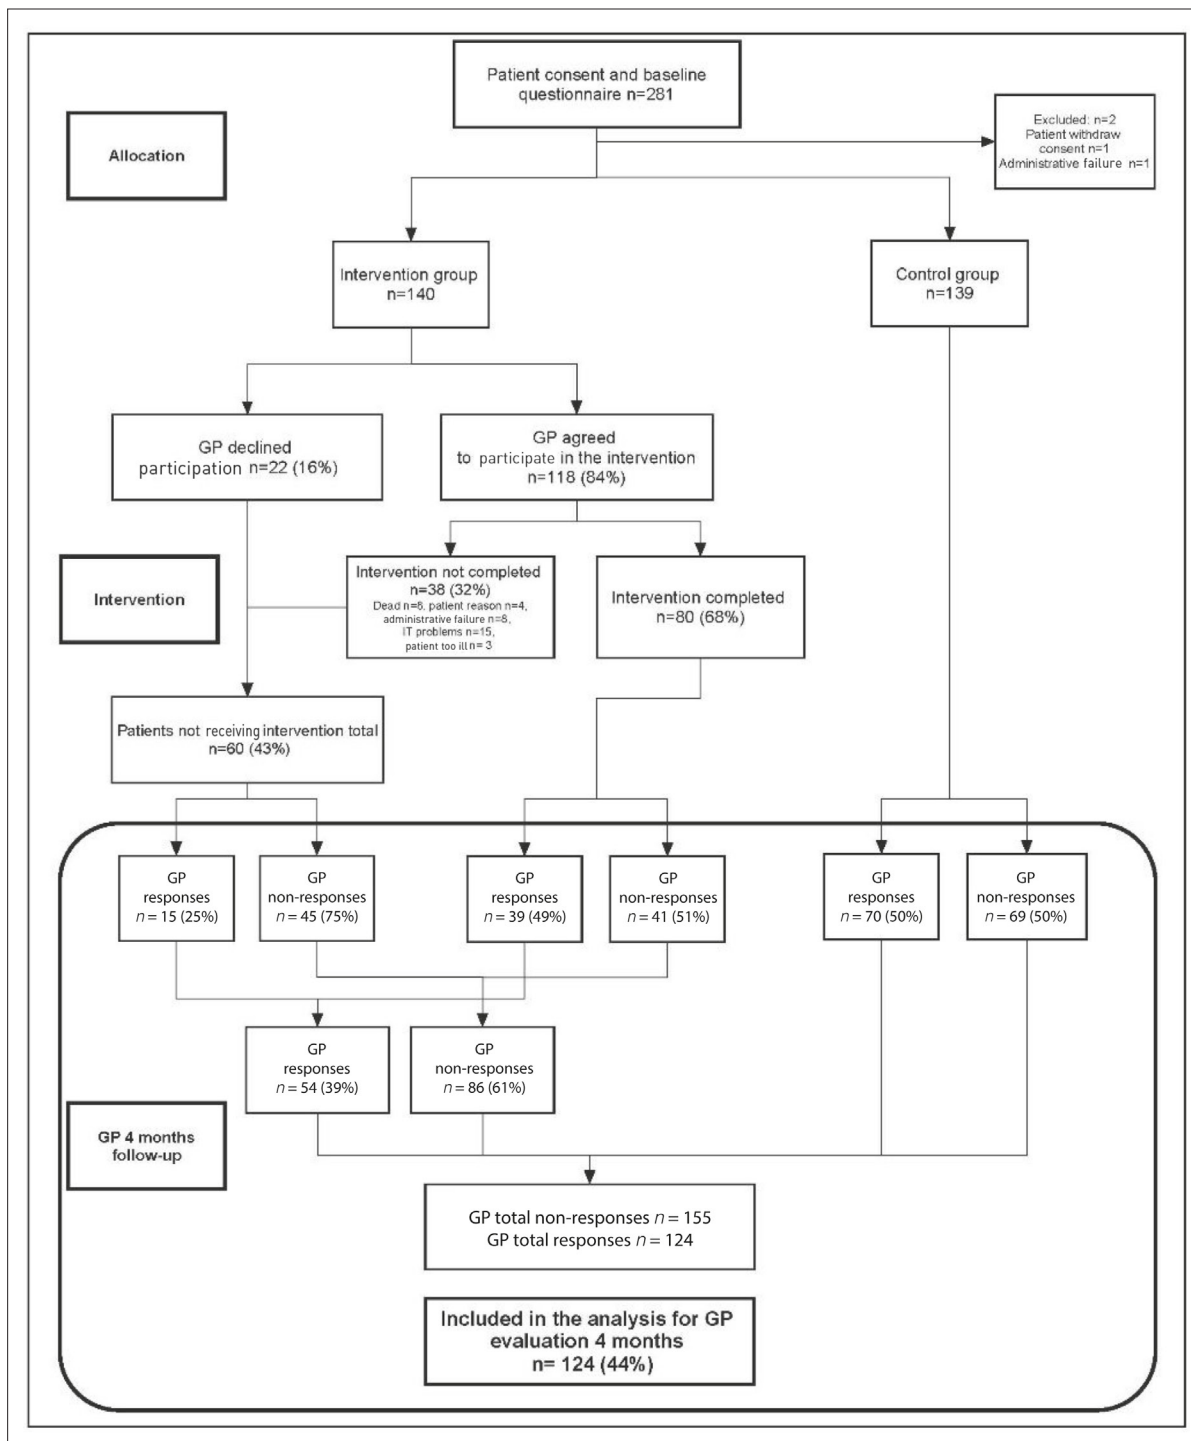 Patient consent and baseline
questionnaire n=281
Excluded: n=2
Patient withdraw
consent n=1
Administrative failure n=1
Allocation
Intervention group
n=140
Control group
n=139
GP declined
participation n=22 (16%)
GP agreed
to participate in the intervention
n=118 (84%)
Intervention
Intervention not completed
n=38 (32%)
Dead n=8, patient reason n=4,
administrative failure n=8,
IT problems n=15,
patient too ill n= 3
Intervention completed
n=80 (68%)
Patients not receiving intervention total
n=60 (43%)
GP
responses
n = 15 (25%)
GP
non-responses
n = 45 (75%)
GP
responses
n = 39 (49%)
GP
non-responses
n = 41 (51%)
GP
responses
n = 70 (50%)
GP
non-responses
n = 69 (50%)
GP
responses
n = 54 (39%)
GP
non-responses
n = 86 (61%)
GP 4 months
follow-up
GP total non-responses n = 155
GP total responses n = 124
Included in the analysis for GP
evaluation 4 months
n= 124 (44%)